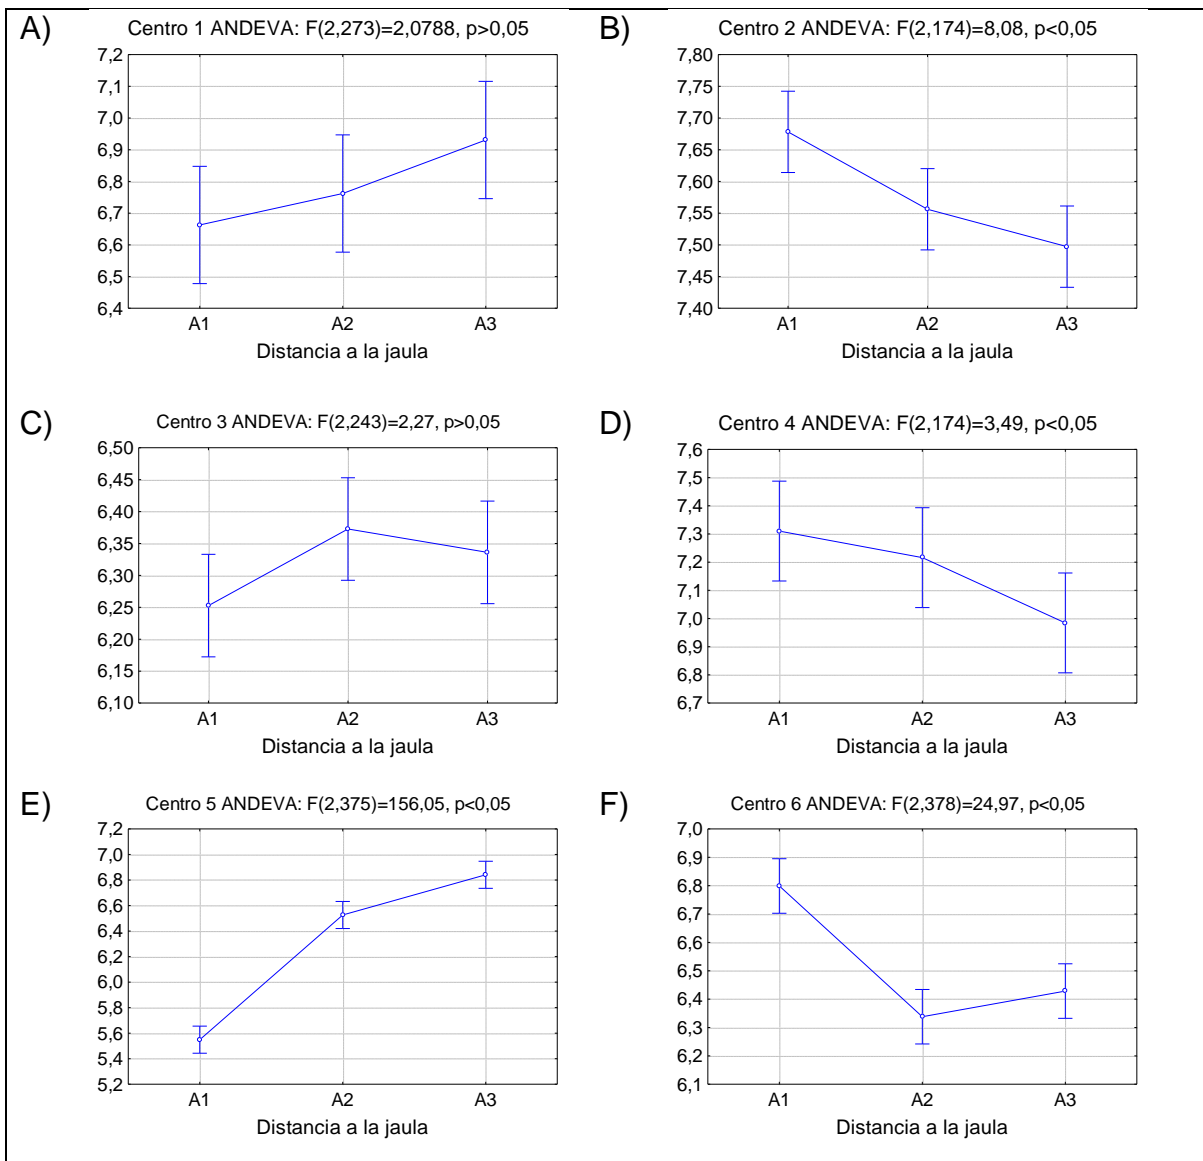 A)
Centro 1 ANDEVA: F(2,273)=2,0788, p>0,05
7,2
7,1
7,0
6,9
6,8
6,7
6,6
6,5
6,4
A1 A2 A3
Distancia a la jaula
B)
Centro 2 ANDEVA: F(2,174)=8,08, p<0,05
7,80
7,75
7,70
7,65
7,60
7,55
7,50
7,45
7,40
A1 A2 A3
Distancia a la jaula
C)
Centro 3 ANDEVA: F(2,243)=2,27, p>0,05
6,50
6,45
6,40
6,35
6,30
6,25
6,20
6,15
6,10
A1 A2 A3
Distancia a la jaula
D)
Centro 4 ANDEVA: F(2,174)=3,49, p<0,05
7,6
7,5
7,4
7,3
7,2
7,1
7,0
6,9
6,8
6,7
A1 A2 A3
Distancia a la jaula
E)
Centro 5 ANDEVA: F(2,375)=156,05, p<0,05
7,2
7,0
6,8
6,6
6,4
6,2
6,0
5,8
5,6
5,4
5,2
A1 A2 A3
Distancia a la jaula
F)
Centro 6 ANDEVA: F(2,378)=24,97, p<0,05
7,0
6,9
6,8
6,7
6,6
6,5
6,4
6,3
6,2
6,1
A1 A2 A3
Distancia a la jaula